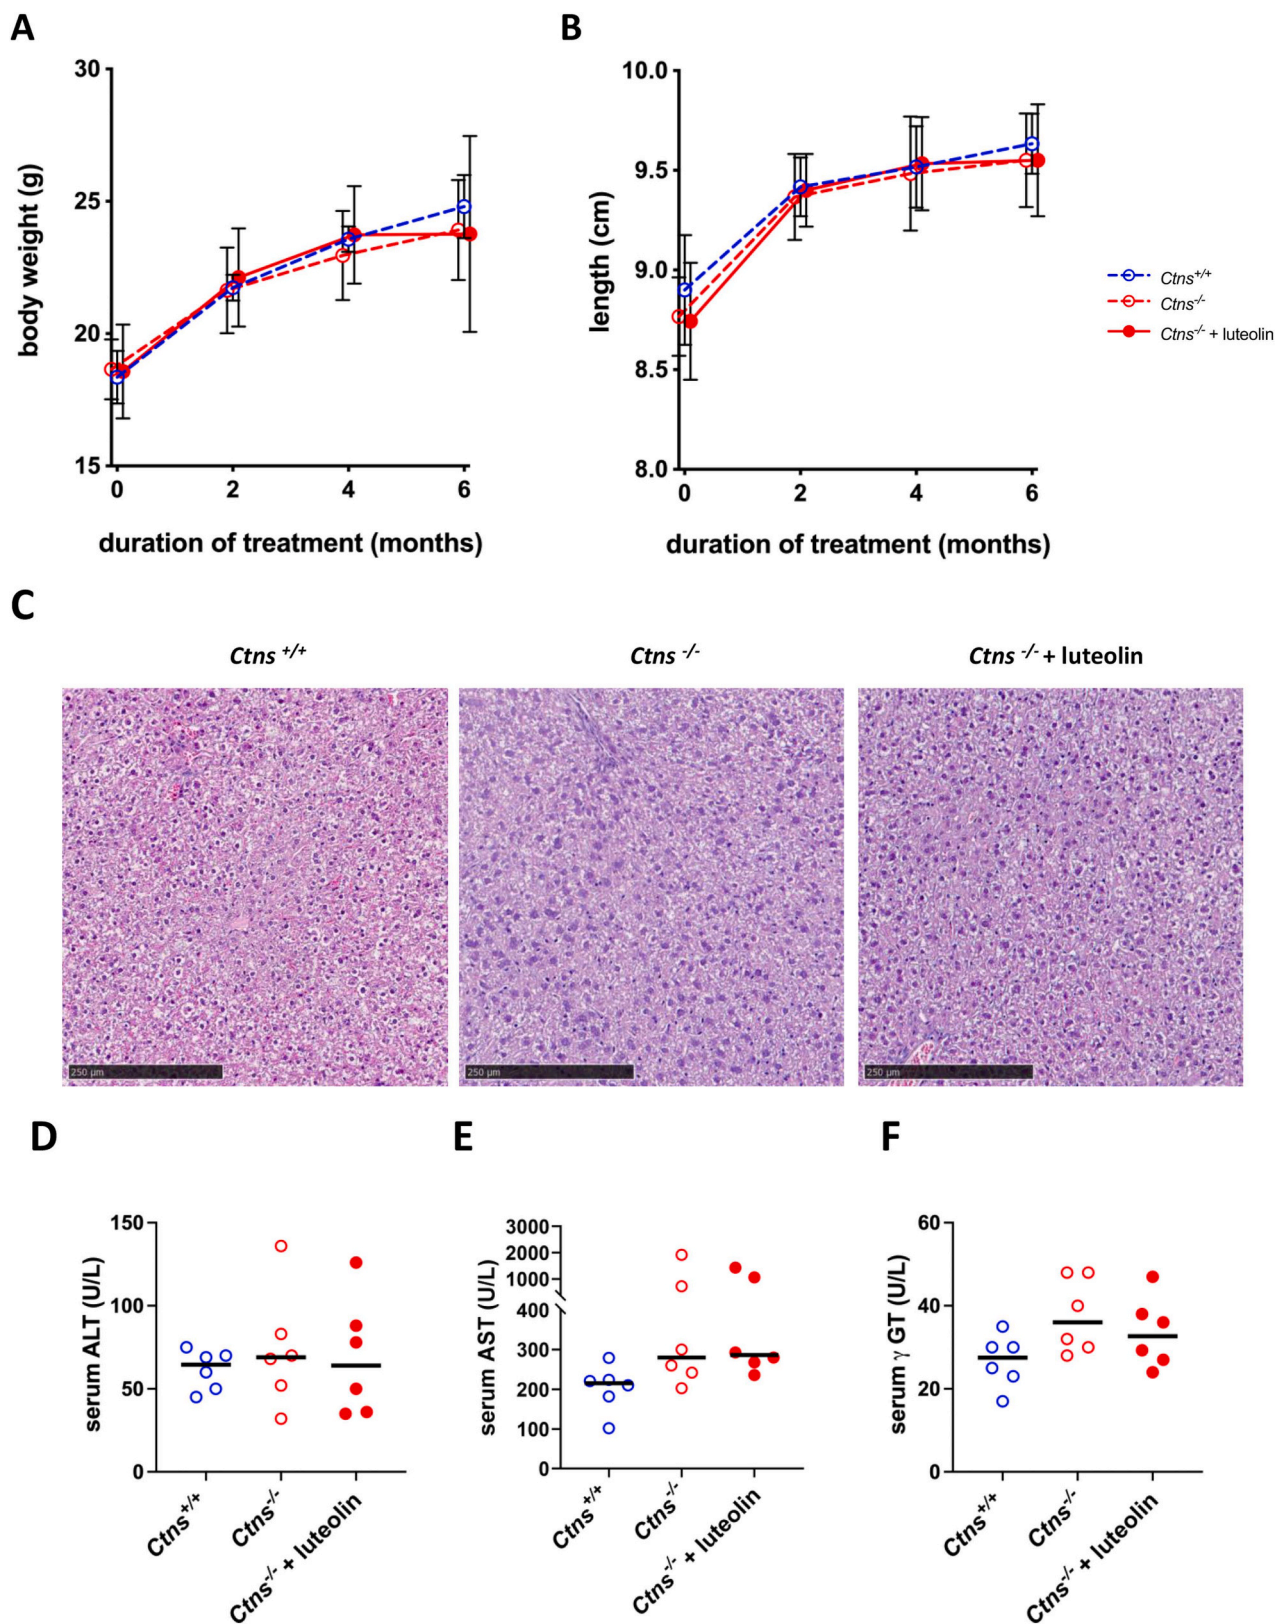 A
B
30
25
20
15
body weight (g)
0 2 4 6
duration of treatment (months)
10.0
9.5
9.0
8.5
8.0
length (cm)
0 2 4 6
duration of treatment (months)
Ctns+/+
Ctns-/-
Ctns-/- + luteolin
C
Ctns +/+
Ctns -/-
Ctns -/- + luteolin
250 µm
250 µm
250 µm
D
E
F
150
100
50
0
serum ALT (U/L)
Ctns+/+
Ctns-/-
Ctns-/- + luteolin
3000
2000
1000
400
300
200
100
0
serum AST (U/L)
Ctns+/+
Ctns-/-
Ctns-/- + luteolin
60
40
20
0
serum γ GT (U/L)
Ctns+/+
Ctns-/-
Ctns-/- + luteolin